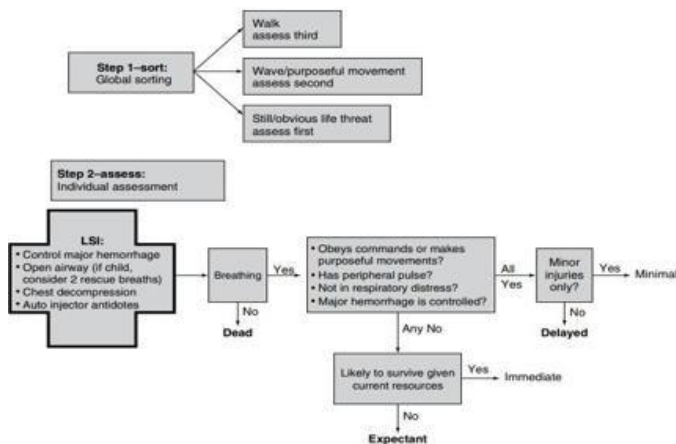 Walk
assess third
Step 1–sort:
Global sorting
Wave/purposeful movement
assess second
Still/obvious life threat
assess first
Step 2–assess:
Individual assessment
LSI:
• Control major hemorrhage
• Open airway (if child,
consider 2 rescue breaths)
• Chest decompression
• Auto injector antidotes
Breathing
Yes
No
Dead
• Obeys commands or makes
purposeful movements?
• Has peripheral pulse?
• Not in respiratory distress?
• Major hemorrhage is controlled?
All
Yes
Minor
injuries
only?
Yes
Minimal
No
Delayed
Any No
Likely to survive given
current resources
Yes
Immediate
No
Expectant